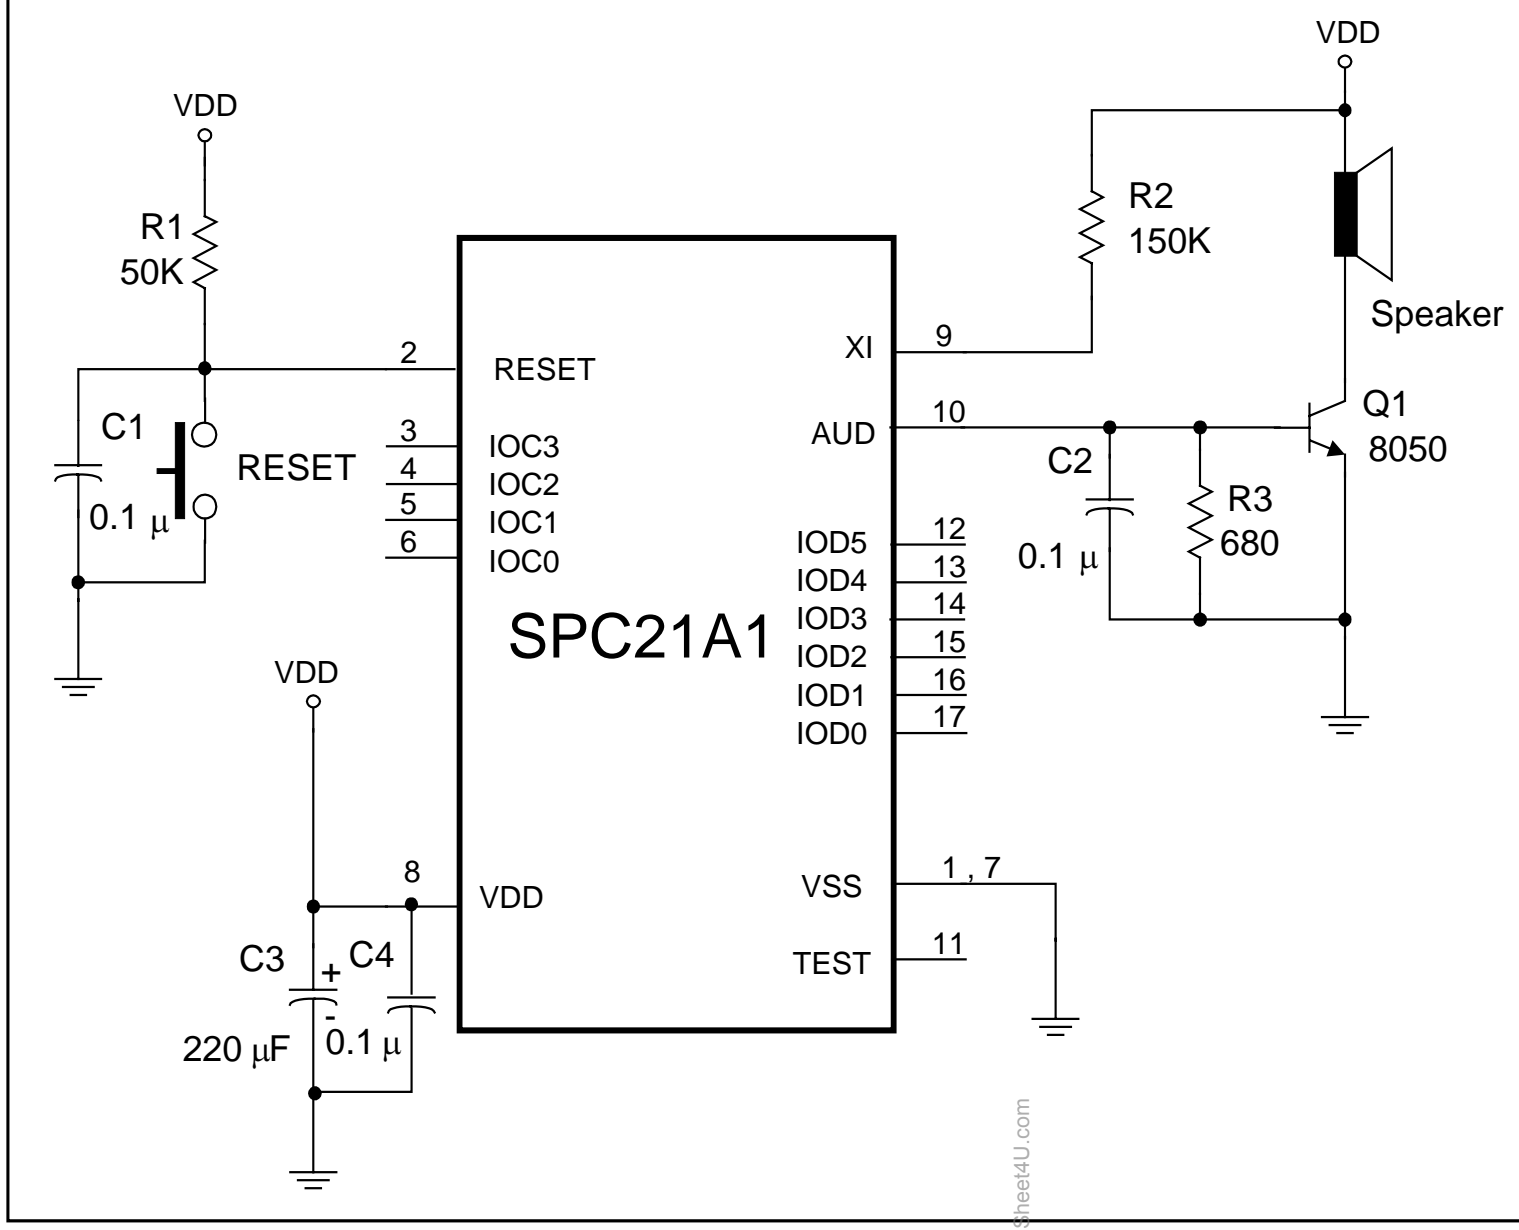 VDD
R1
50K
C1
0.1 μ
RESET
2
3
4
5
6
RESET
IOC3
IOC2
IOC1
IOC0
SPC21A1
VDD
8
VDD
C3
+
-
220 μF
C4
0.1 μ
XI
AUD
IOD5
IOD4
IOD3
IOD2
IOD1
IOD0
VSS
TEST
9
10
12
13
14
15
16
17
1 , 7
11
VDD
R2
150K
Speaker
Q1
8050
C2
0.1 μ
R3
680
Sheet4U.com